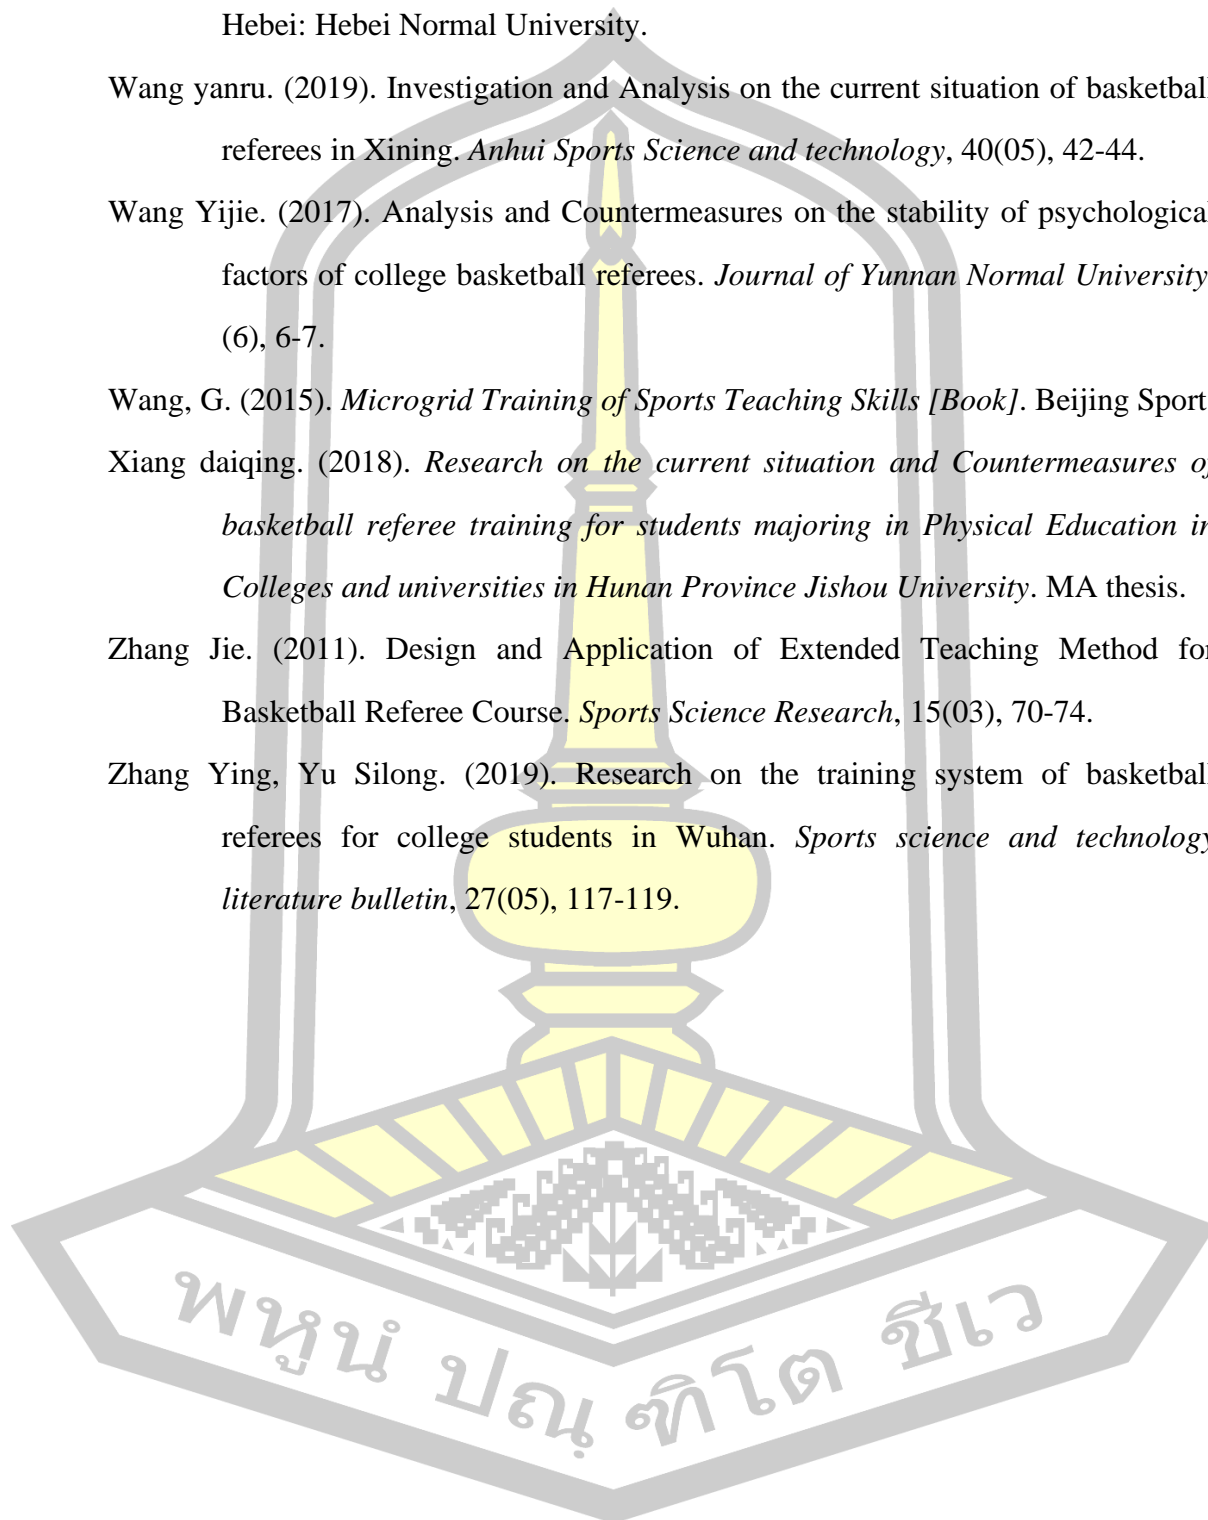 Hebei: Hebei Normal University.
Wang yanru. (2019). Investigation and Analysis on the current situation of basketball
referees in Xining. Anhui Sports Science and technology, 40(05), 42-44.
Wang Yijie. (2017). Analysis and Countermeasures on the stability of psychological
factors of college basketball referees. Journal of Yunnan Normal University
(6), 6-7.
Wang, G. (2015). Microgrid Training of Sports Teaching Skills [Book]. Beijing Sport
Xiang daiqing. (2018). Research on the current situation and Countermeasures of
basketball referee training for students majoring in Physical Education in
Colleges and universities in Hunan Province Jishou University. MA thesis.
Zhang Jie. (2011). Design and Application of Extended Teaching Method for
Basketball Referee Course. Sports Science Research, 15(03), 70-74.
Zhang Ying, Yu Silong. (2019). Research on the training system of basketball
referees for college students in Wuhan. Sports science and technology
literature bulletin, 27(05), 117-119.
พหูนํ ปณฺฑิโต ชีเว